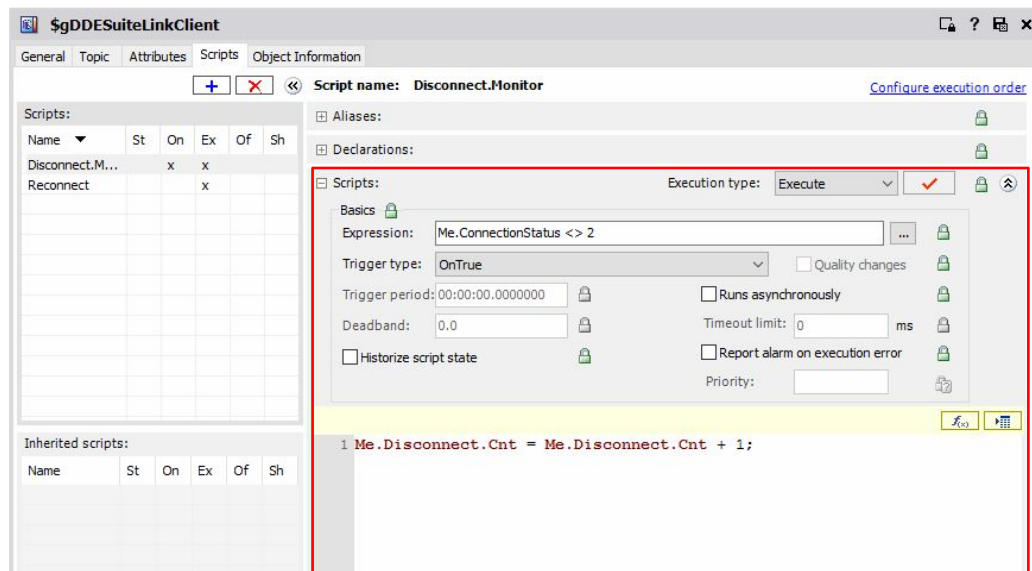 $gDDESuiteLinkClient ?
General Topic Attributes Scripts Object Information
Script name: Disconnect.Monitor Configure execution order
Scripts:
Name St On Ex Of Sh
Disconnect.M... x x
Reconnect x
Aliases:
Declarations:
Scripts: Execution type: Execute
Basics
Expression: Me.ConnectionStatus <> 2 ...
Trigger type: OnTrue Quality changes
Trigger period: 00:00:00.0000000 Runs asynchronously
Deadband: 0.0 Timeout limit: 0 ms
Historize script state Report alarm on execution error
Priority:
f(x)
1 Me.Disconnect.Cnt = Me.Disconnect.Cnt + 1;
Inherited scripts:
Name St On Ex Of Sh